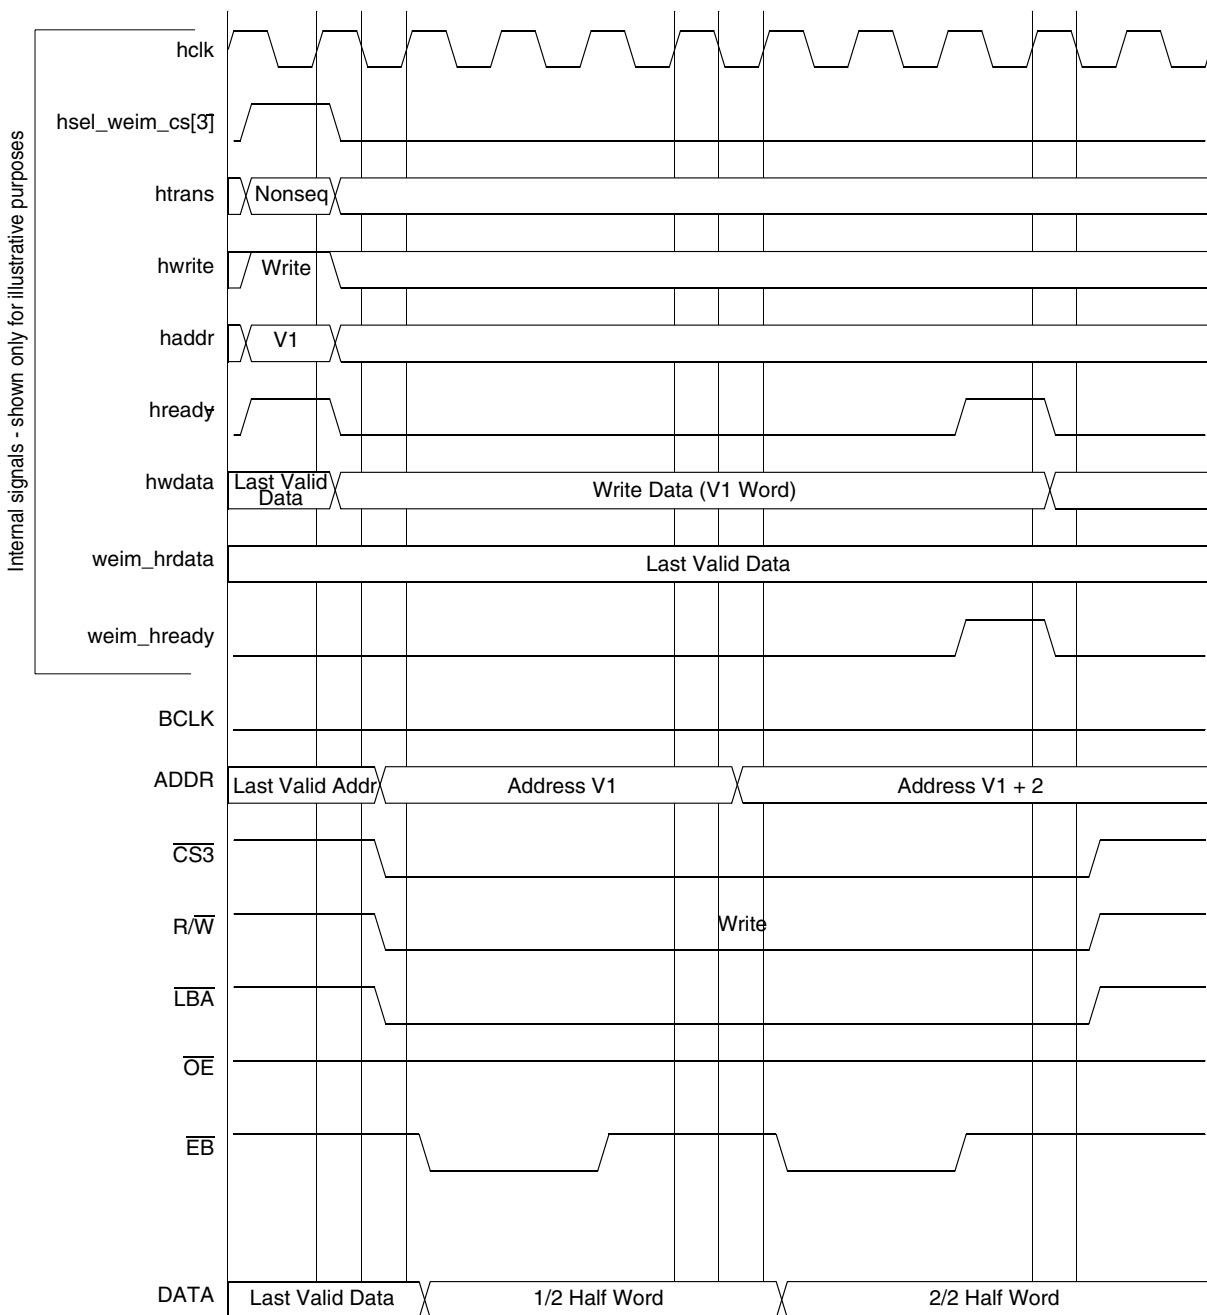 Internal signals - shown only for illustrative purposes
hclk
hsel_weim_cs[3]
htrans
Nonseq
hwrite
Write
haddr
V1
hready
hwdata
Last Valid
Data
Write Data (V1 Word)
weim_hrdata
Last Valid Data
weim_hready
BCLK
ADDR
Last Valid Addr
Address V1
Address V1 + 2
CS3
R/W
Write
LBA
OE
EB
DATA
Last Valid Data
1/2 Half Word
2/2 Half Word